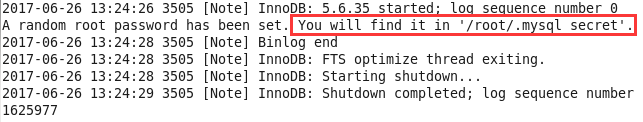 2017-06-26 13:24:26 3505 [Note] InnoDB: 5.6.35 started; log sequence number 0
A random root password has been set. You will find it in '/root/.mysql_secret'.
2017-06-26 13:24:28 3505 [Note] Binlog end
2017-06-26 13:24:28 3505 [Note] InnoDB: FTS optimize thread exiting.
2017-06-26 13:24:28 3505 [Note] InnoDB: Starting shutdown...
2017-06-26 13:24:29 3505 [Note] InnoDB: Shutdown completed; log sequence number
1625977